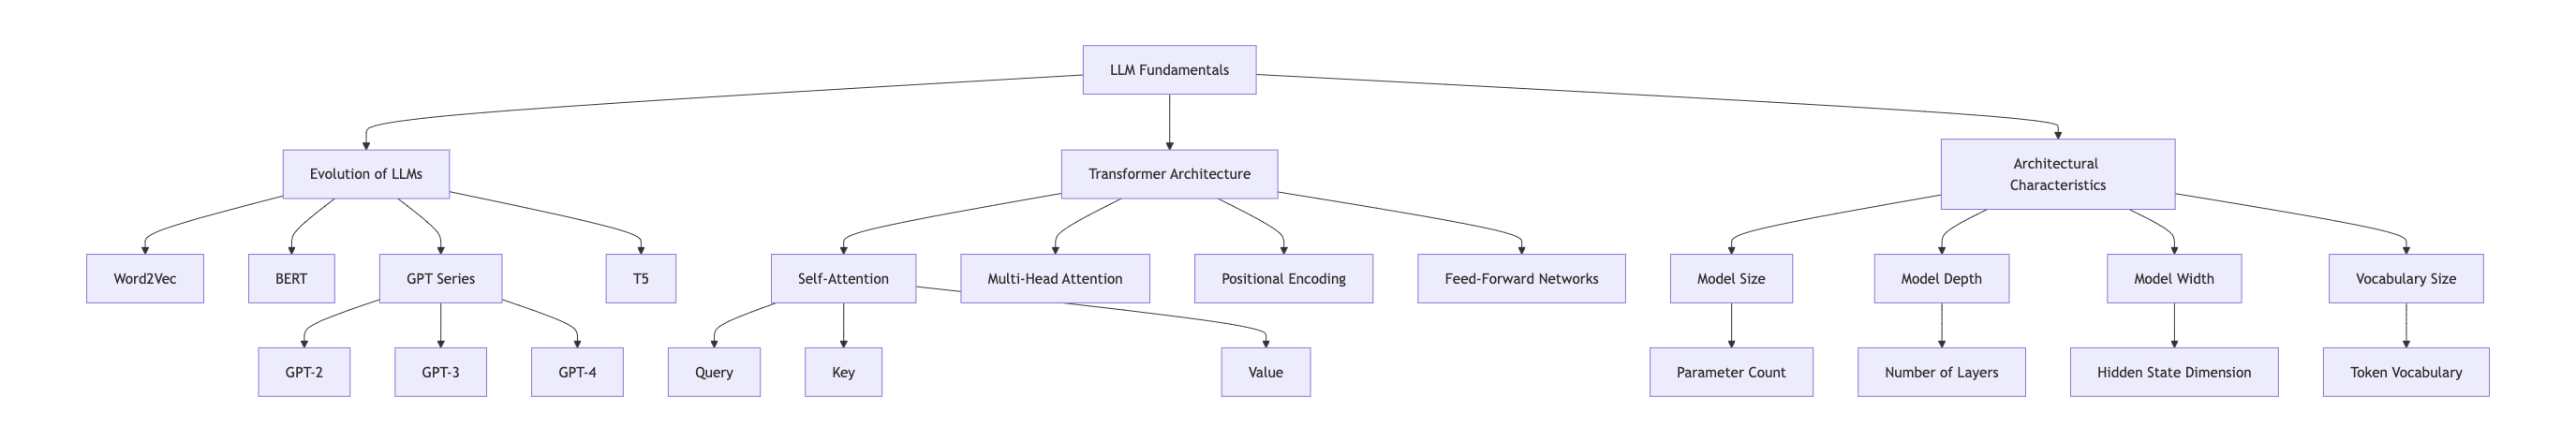 LLM Fundamentals
Evolution of LLMs
Transformer Architecture
Architectural
Characteristics
Word2Vec
BERT
GPT Series
T5
Self-Attention
Multi-Head Attention
Positional Encoding
Feed-Forward Networks
Model Size
Model Depth
Model Width
Vocabulary Size
GPT-2
GPT-3
GPT-4
Query
Key
Value
Parameter Count
Number of Layers
Hidden State Dimension
Token Vocabulary